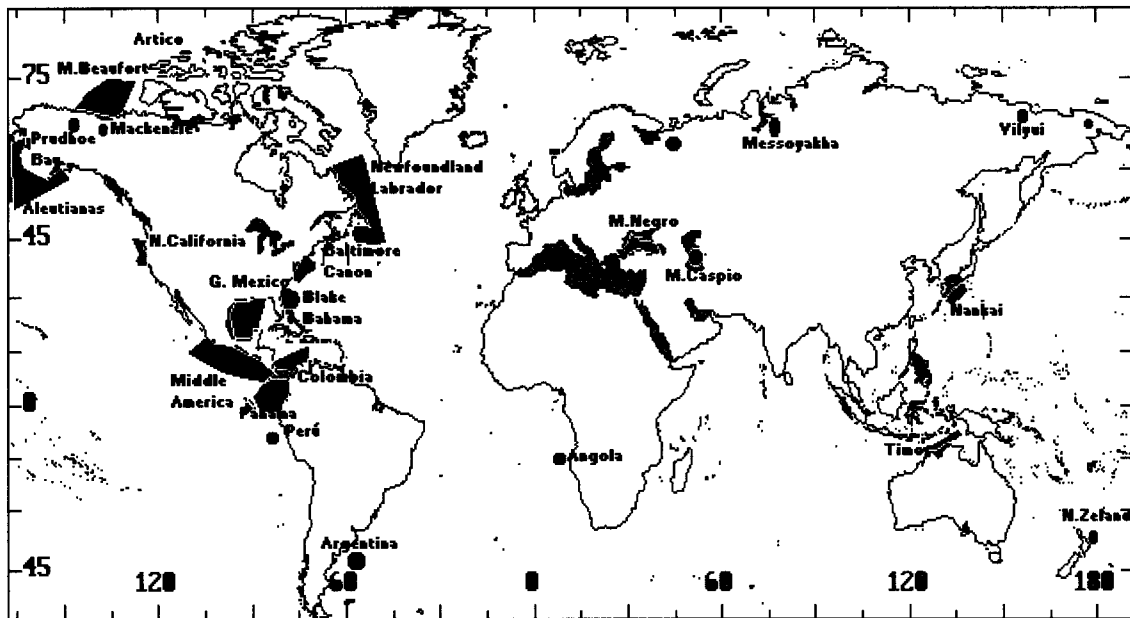 Artico
M.Beaufort
75
Mackenzie
Prudhoe
Bay
Messoyakha
Vilyui
Newfoundland
Labrador
Aleutianas
M.Negro
N.California
45
Baltimore
Canon
M.Caspio
G. Mexico
Blake
Bahama
Nankai
Middle
America
Colombia
0
Panama
Perú
Angola
Timor
N.Zeland
Argentina
45
120
60
0
60
120
180